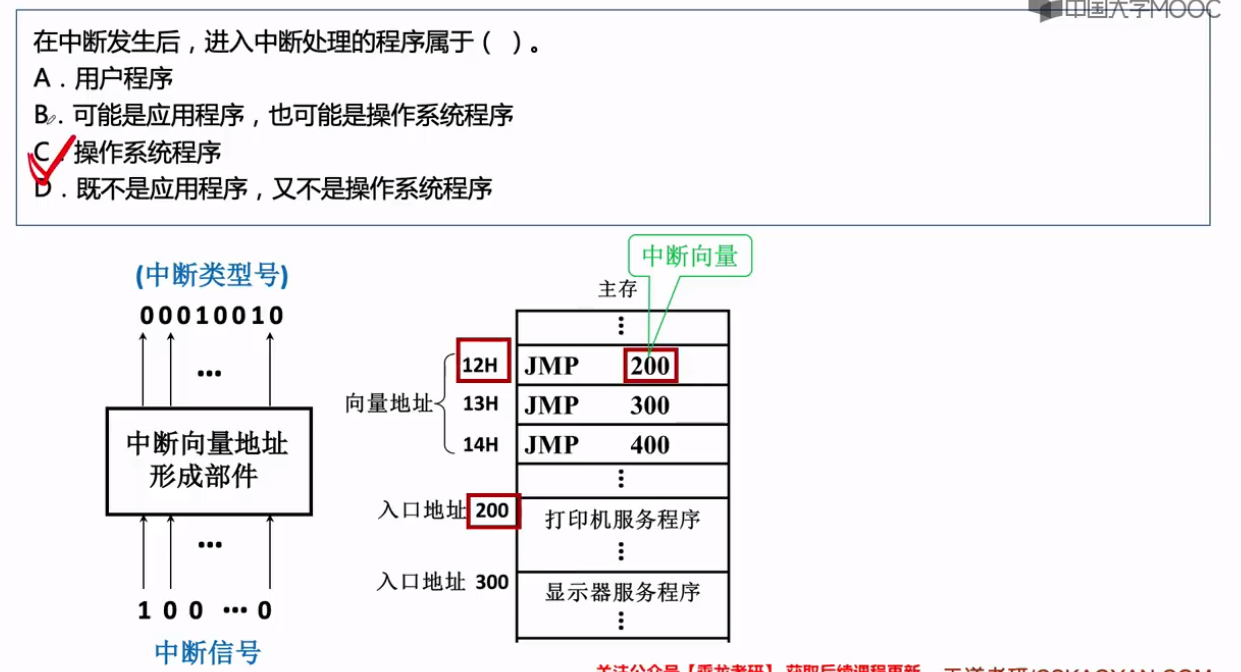 中国大学MOOC
在中断发生后，进入中断处理的程序属于（ ）。
A．用户程序
B．可能是应用程序，也可能是操作系统程序
C．操作系统程序
D．既不是应用程序，又不是操作系统程序
(中断类型号)
00010010
...
中断向量地址
形成部件
...
1 0 0 ... 0
中断信号
中断向量
主存
⋮
12H JMP 200
向量地址 13H JMP 300
14H JMP 400
⋮
入口地址 200 打印机服务程序
⋮
入口地址 300 显示器服务程序
⋮